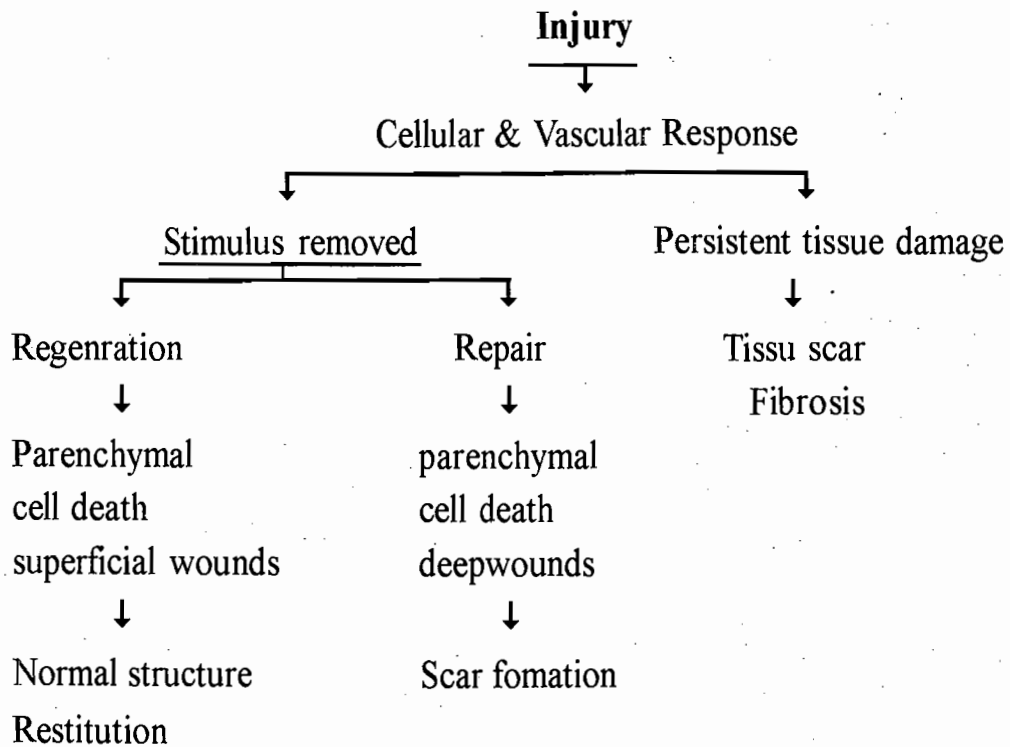 Injury
Cellular & Vascular Response
Stimulus removed
Persistent tissue damage
Regenration
Repair
Tissu scar
Fibrosis
Parenchymal
cell death
superficial wounds
parenchymal
cell death
deepwounds
Normal structure
Restitution
Scar fomation